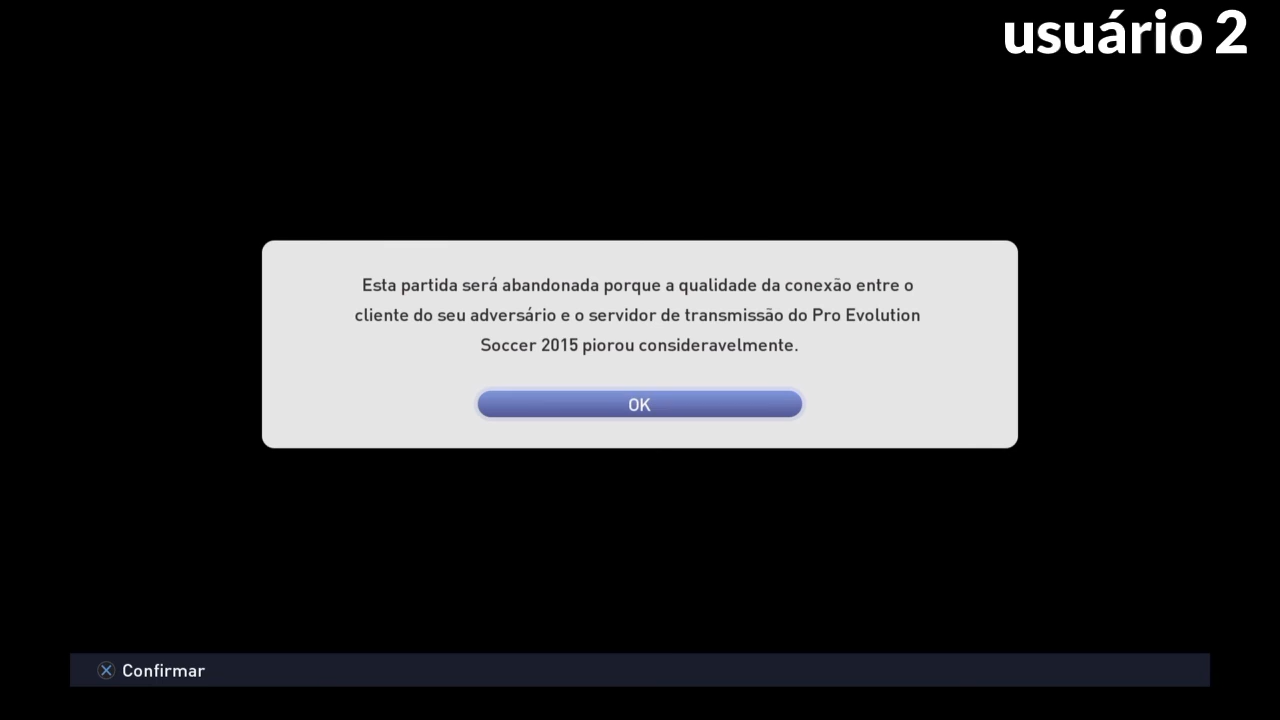 usuário 2
Esta partida será abandonada porque a qualidade da conexão entre o
cliente do seu adversário e o servidor de transmissão do Pro Evolution
Soccer 2015 piorou consideravelmente.
OK
Confirmar